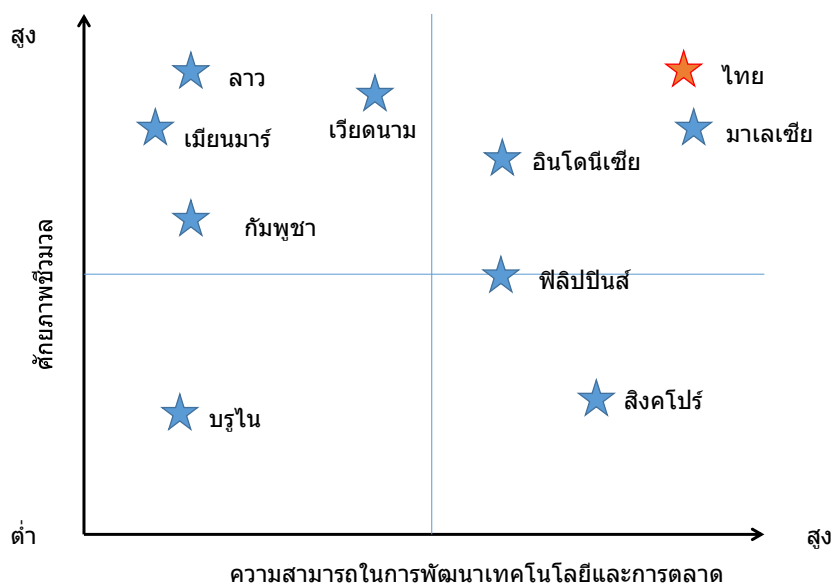 สูง
ลาว
ไทย
เวียดนาม
เมียนมาร์
มาเลเซีย
อินโดนีเซีย
กัมพูชา
ฟิลิปปินส์
ศักยภาพชีวมวล
สิงคโปร์
บรูไน
ต่ำ
สูง
ความสามารถในการพัฒนาเทคโนโลยีและการตลาด